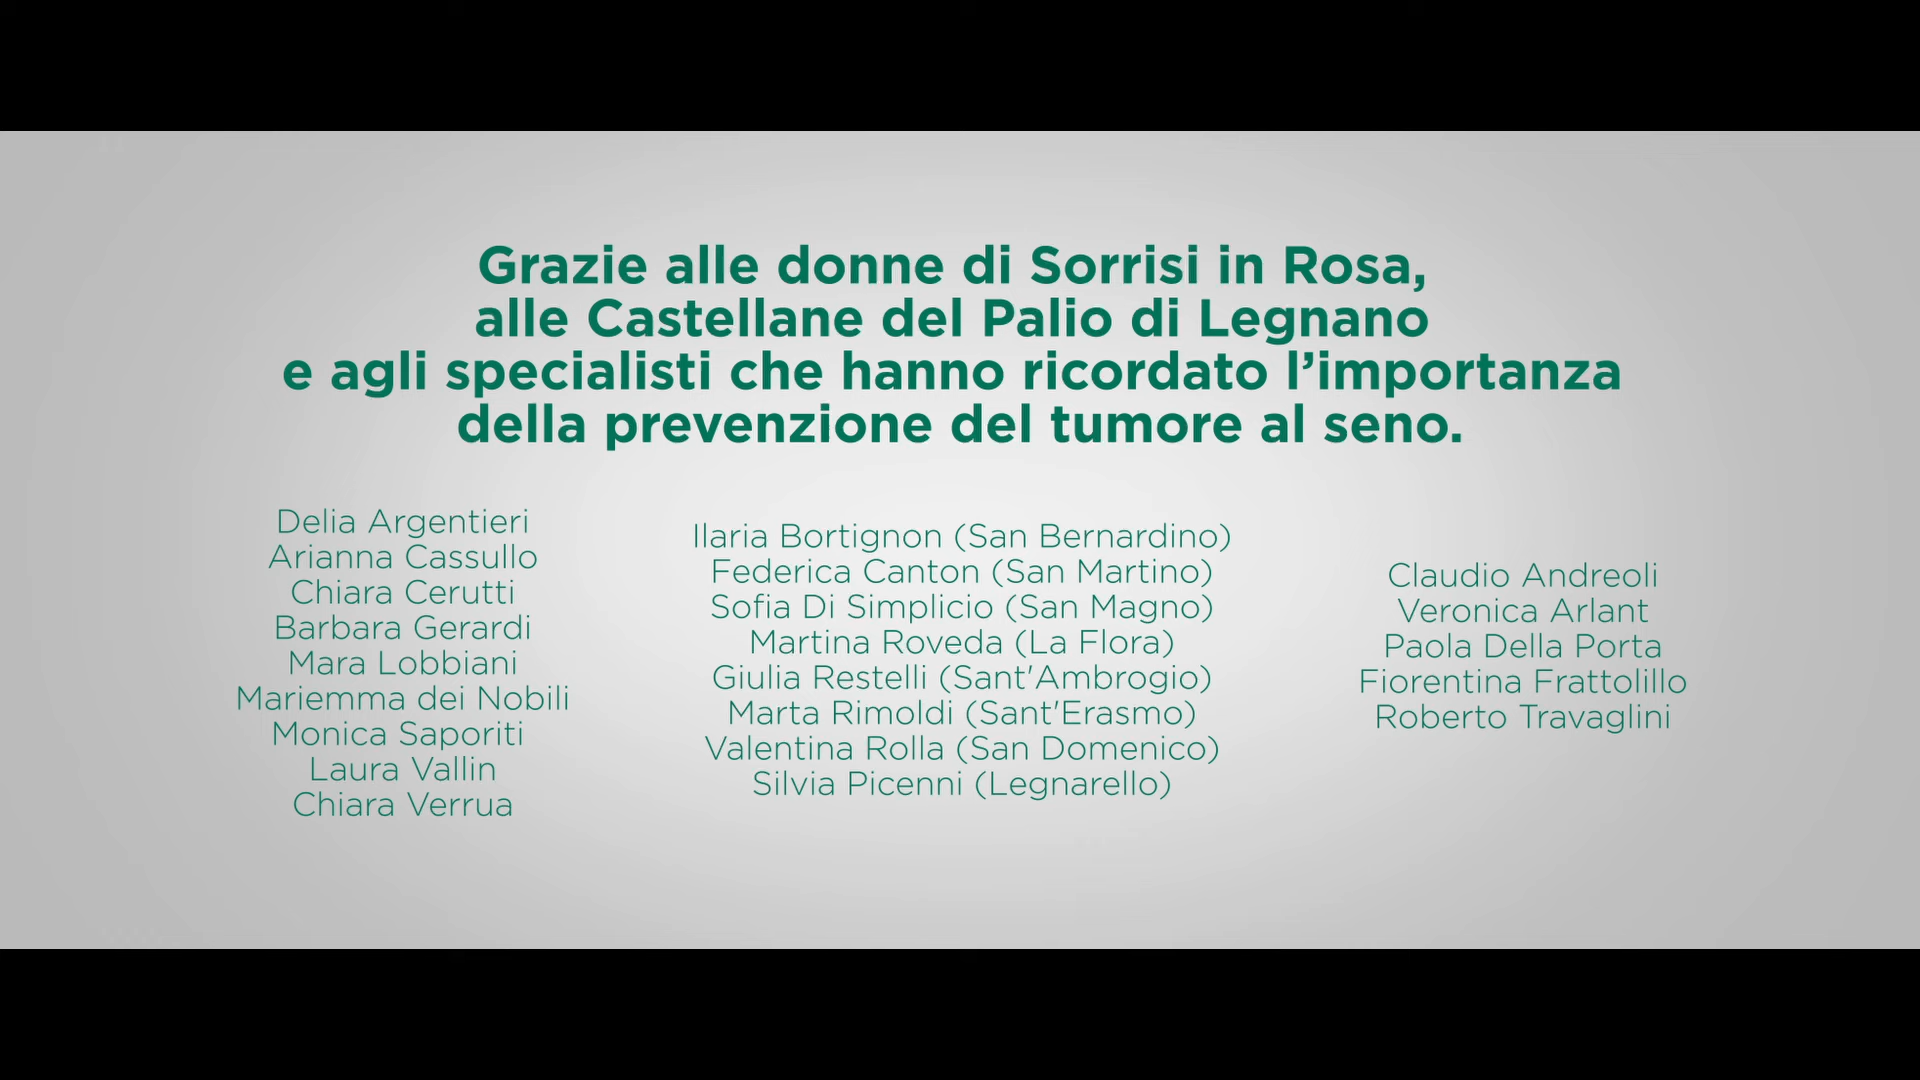 Grazie alle donne di Sorrisi in Rosa,
alle Castellane del Palio di Legnano
e agli specialisti che hanno ricordato l’importanza
della prevenzione del tumore al seno.
Delia Argentieri
Arianna Cassullo
Chiara Cerutti
Barbara Gerardi
Mara Lobbiani
Mariemma dei Nobili
Monica Saporiti
Laura Vallin
Chiara Verrua
Ilaria Bortignon (San Bernardino)
Federica Canton (San Martino)
Sofia Di Simplicio (San Magno)
Martina Roveda (La Flora)
Giulia Restelli (Sant'Ambrogio)
Marta Rimoldi (Sant'Erasmo)
Valentina Rolla (San Domenico)
Silvia Picenni (Legnarello)
Claudio Andreoli
Veronica Arlant
Paola Della Porta
Fiorentina Frattolillo
Roberto Travaglini